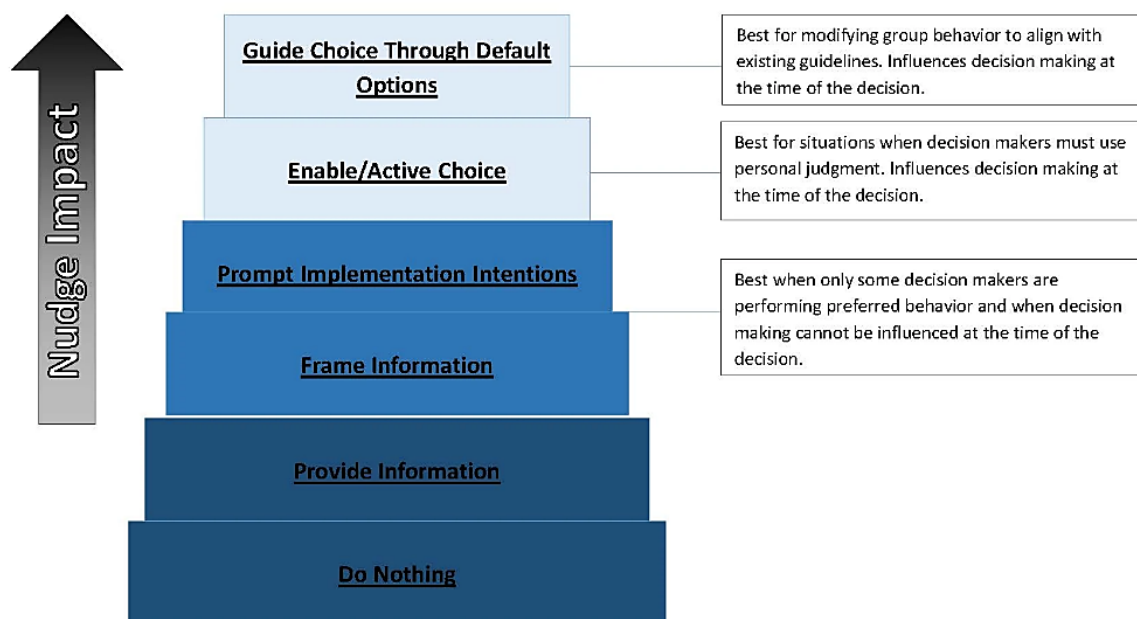 Nudge Impact
Guide Choice Through Default
Options
Best for modifying group behavior to align with
existing guidelines. Influences decision making at
the time of the decision.
Enable/Active Choice
Best for situations when decision makers must use
personal judgment. Influences decision making at
the time of the decision.
Prompt Implementation Intentions
Best when only some decision makers are
performing preferred behavior and when decision
making cannot be influenced at the time of the
decision.
Frame Information
Provide Information
Do Nothing